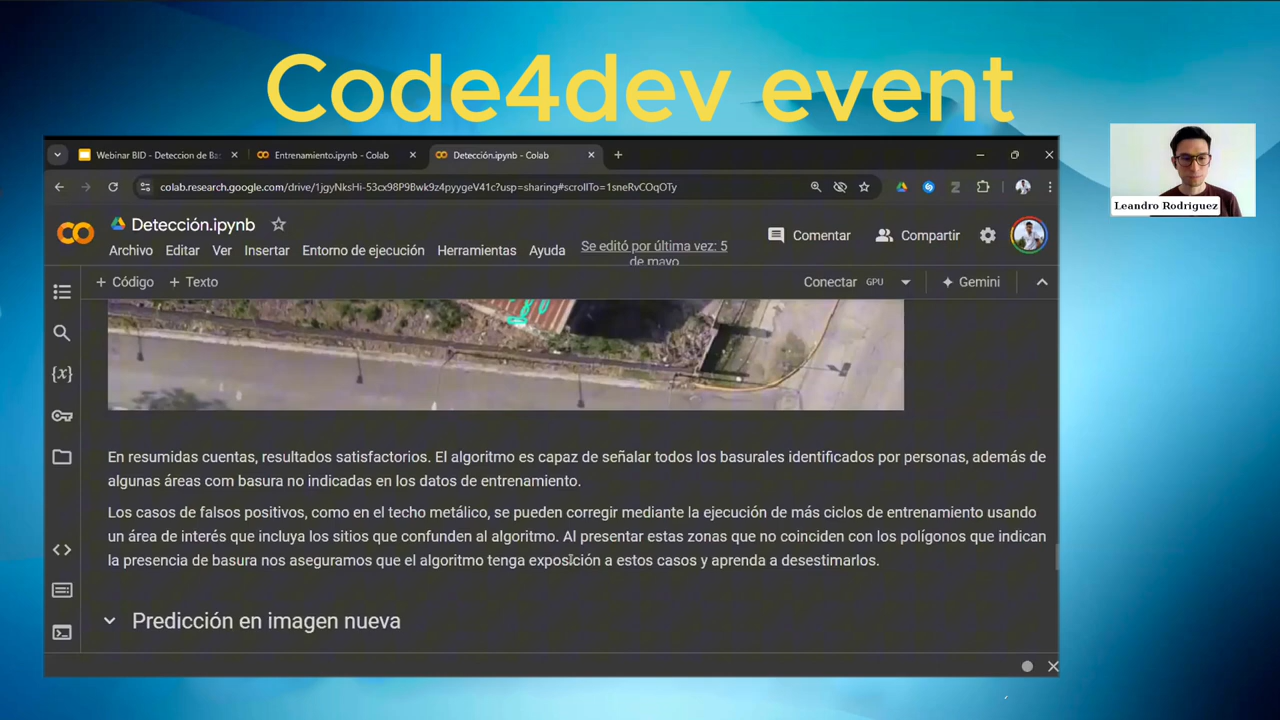 Code4dev event
Webinar BID - Deteccion de Ba
Entrenamiento.ipynb - Colab
Detección.ipynb - Colab
colab.research.google.com/drive/1jgyNksHi-53cx98P9Bwk9z4pyygeV41c?usp=sharing#scrollTo=1sneRvCOqOTy
Leandro Rodriguez
Detección.ipynb
Archivo Editar Ver Insertar Entorno de ejecución Herramientas Ayuda
Se editó por última vez: 5
de mayo
Comentar Compartir
+ Código + Texto
Conectar GPU Gemini
{x}
En resumidas cuentas, resultados satisfactorios. El algoritmo es capaz de señalar todos los basurales identificados por personas, además de
algunas áreas com basura no indicadas en los datos de entrenamiento.
Los casos de falsos positivos, como en el techo metálico, se pueden corregir mediante la ejecución de más ciclos de entrenamiento usando
un área de interés que incluya los sitios que confunden al algoritmo. Al presentar estas zonas que no coinciden con los polígonos que indican
la presencia de basura nos aseguramos que el algoritmo tenga exposición a estos casos y aprenda a desestimarlos.
Predicción en imagen nueva